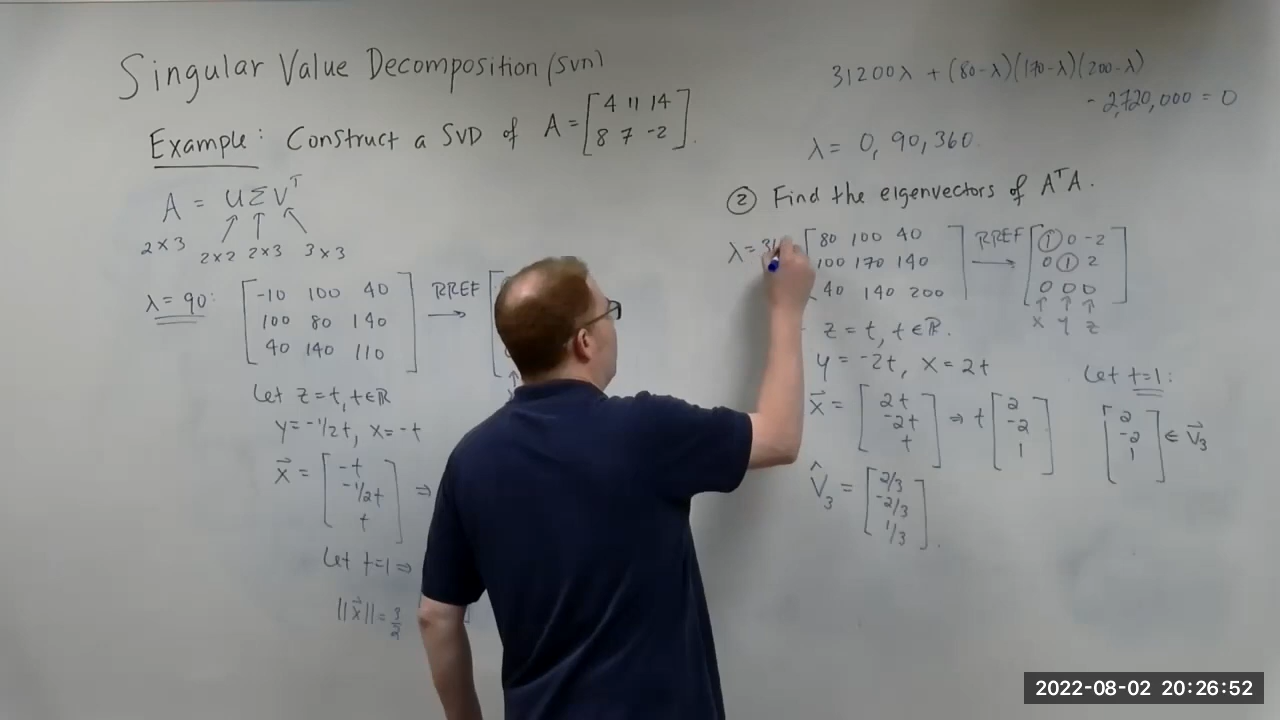 Singular Value Decomposition (SVD)
Example: Construct a SVD of A = [4 11 14
8 7 -2].
A = UΣVᵀ
2×3
2×2 2×3 3×3
λ = 90:
[-10 100 40
100 80 140
40 140 110]
RREF →
Let z = t, t∈ℝ
y = -1/2t, x = -t
x⃗ = [-t
-1/2t
t] ⇒
Let t=1 ⇒
||x⃗|| = 3/2
31200λ + (80-λ)(170-λ)(200-λ)
- 2,720,000 = 0
λ = 0, 90, 360.
② Find the eigenvectors of AᵀA.
λ = 3
[80 100 40
100 170 140
40 140 200]
RREF →
[1 0 -2
0 1 2
0 0 0]
↑ ↑ ↑
x y z
z = t, t∈ℝ.
y = -2t, x = 2t
x⃗ = [2t
-2t
t] ⇒ t [2
-2
1]
Let t=1:
[2
-2
1] ∈ V⃗₃
V̂₃ = [2/3
-2/3
1/3].
2022-08-02 20:26:52